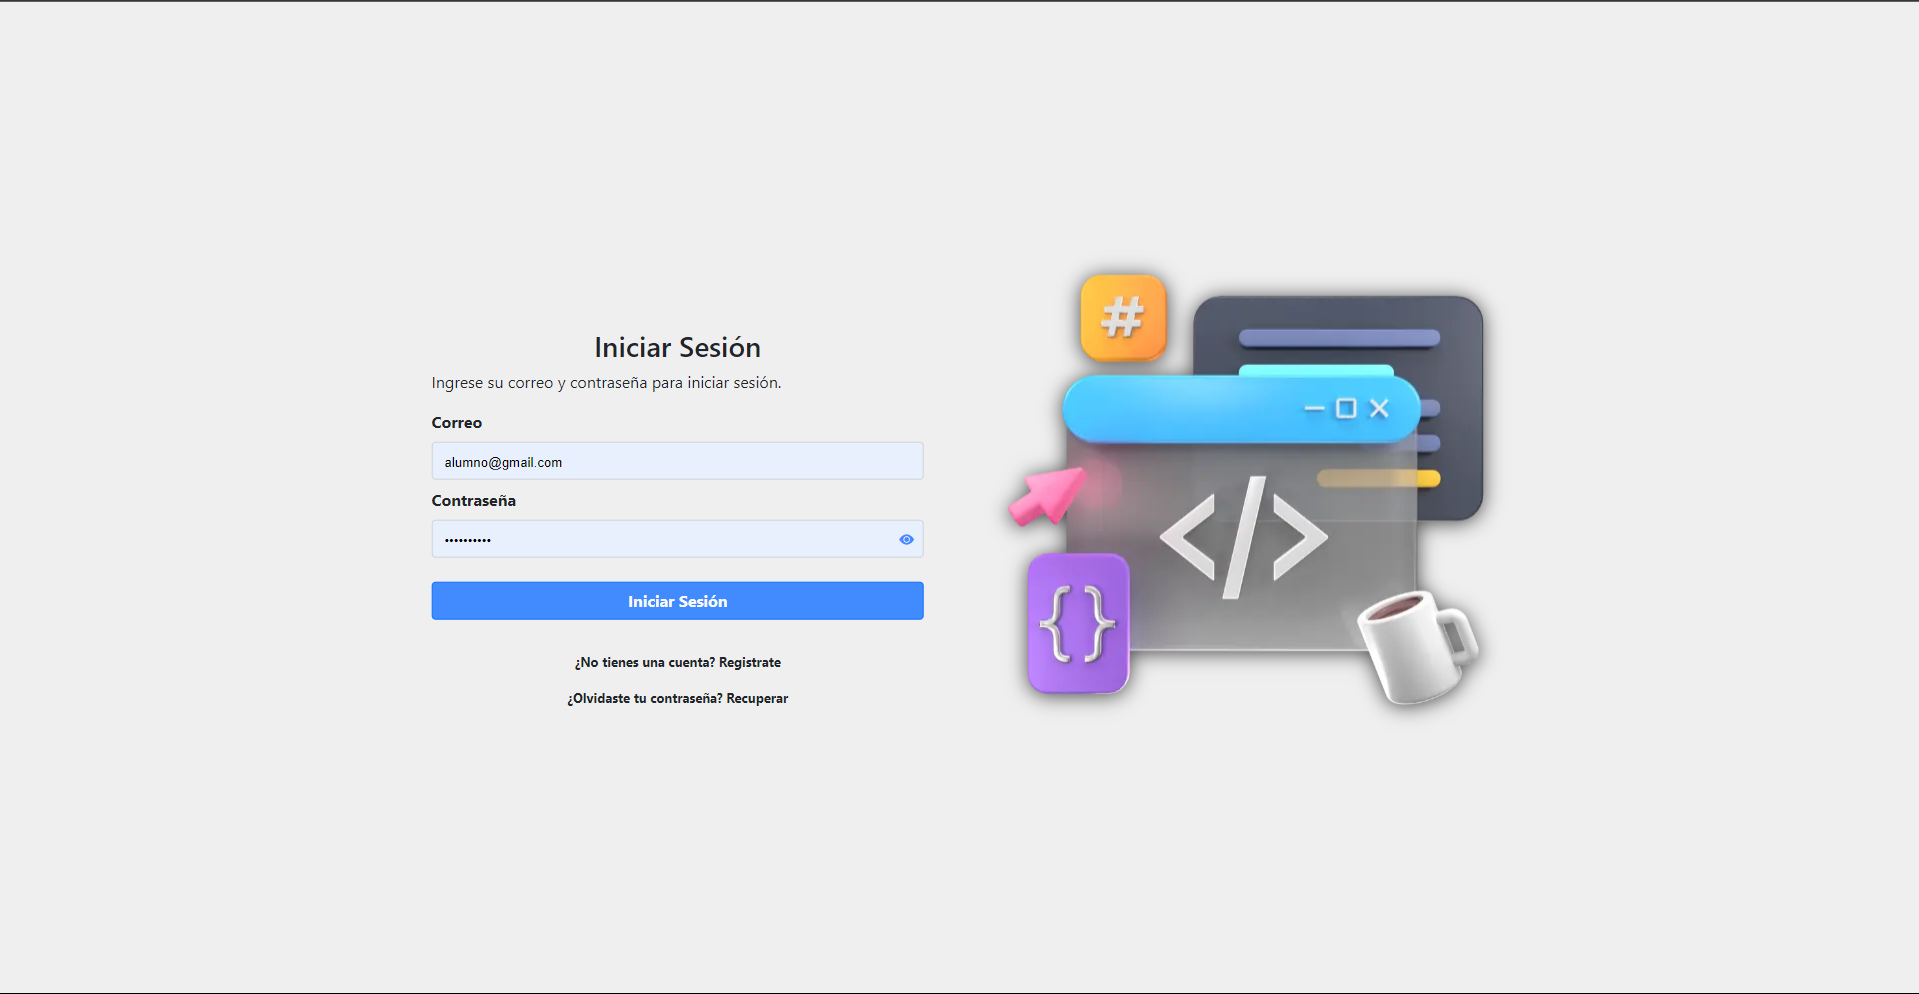 Iniciar Sesión
Ingrese su correo y contraseña para iniciar sesión.
Correo
alumno@gmail.com
Contraseña
••••••••••
Iniciar Sesión
¿No tienes una cuenta? Registrate
¿Olvidaste tu contraseña? Recuperar
#
</>
{}